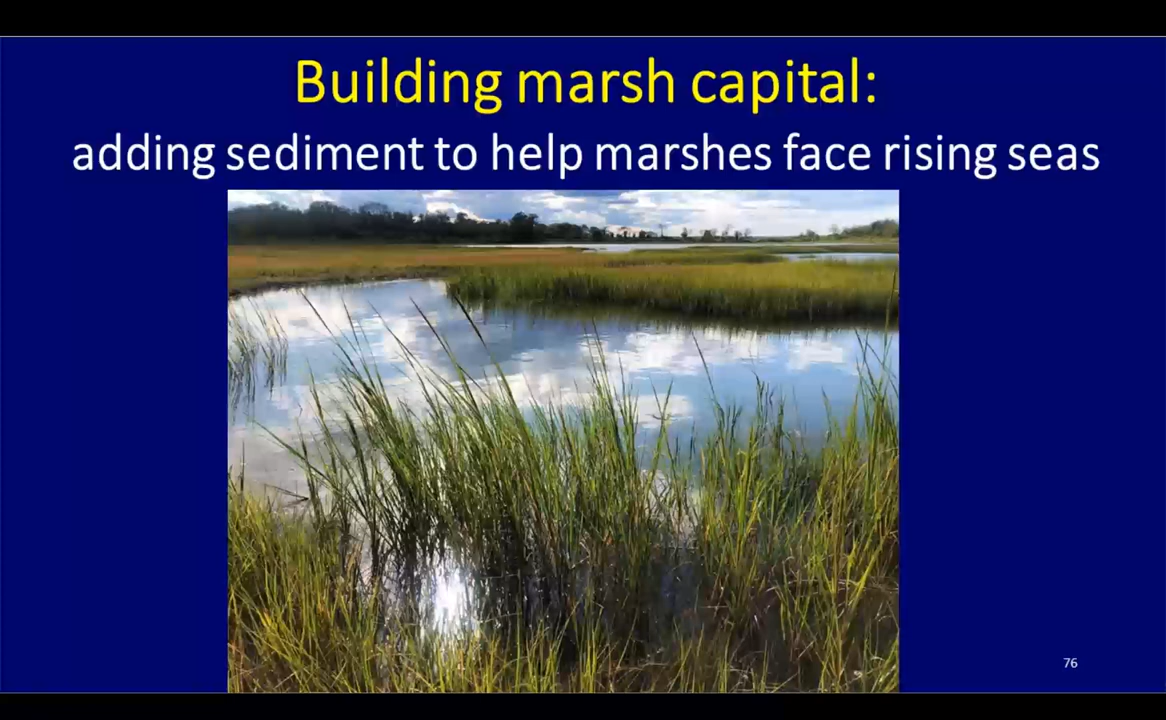 Building marsh capital:
adding sediment to help marshes face rising seas
76